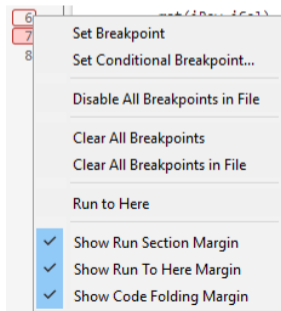 6
7
8
Set Breakpoint
Set Conditional Breakpoint...
Disable All Breakpoints in File
Clear All Breakpoints
Clear All Breakpoints in File
Run to Here
Show Run Section Margin
Show Run To Here Margin
Show Code Folding Margin